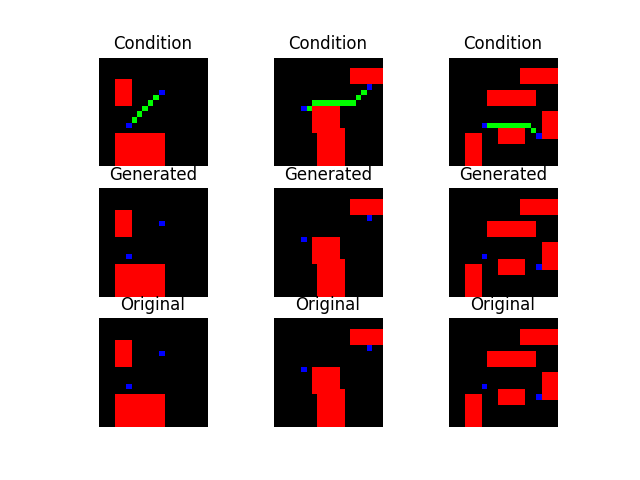 Condition Condition Condition
Generated Generated Generated
Original Original Original